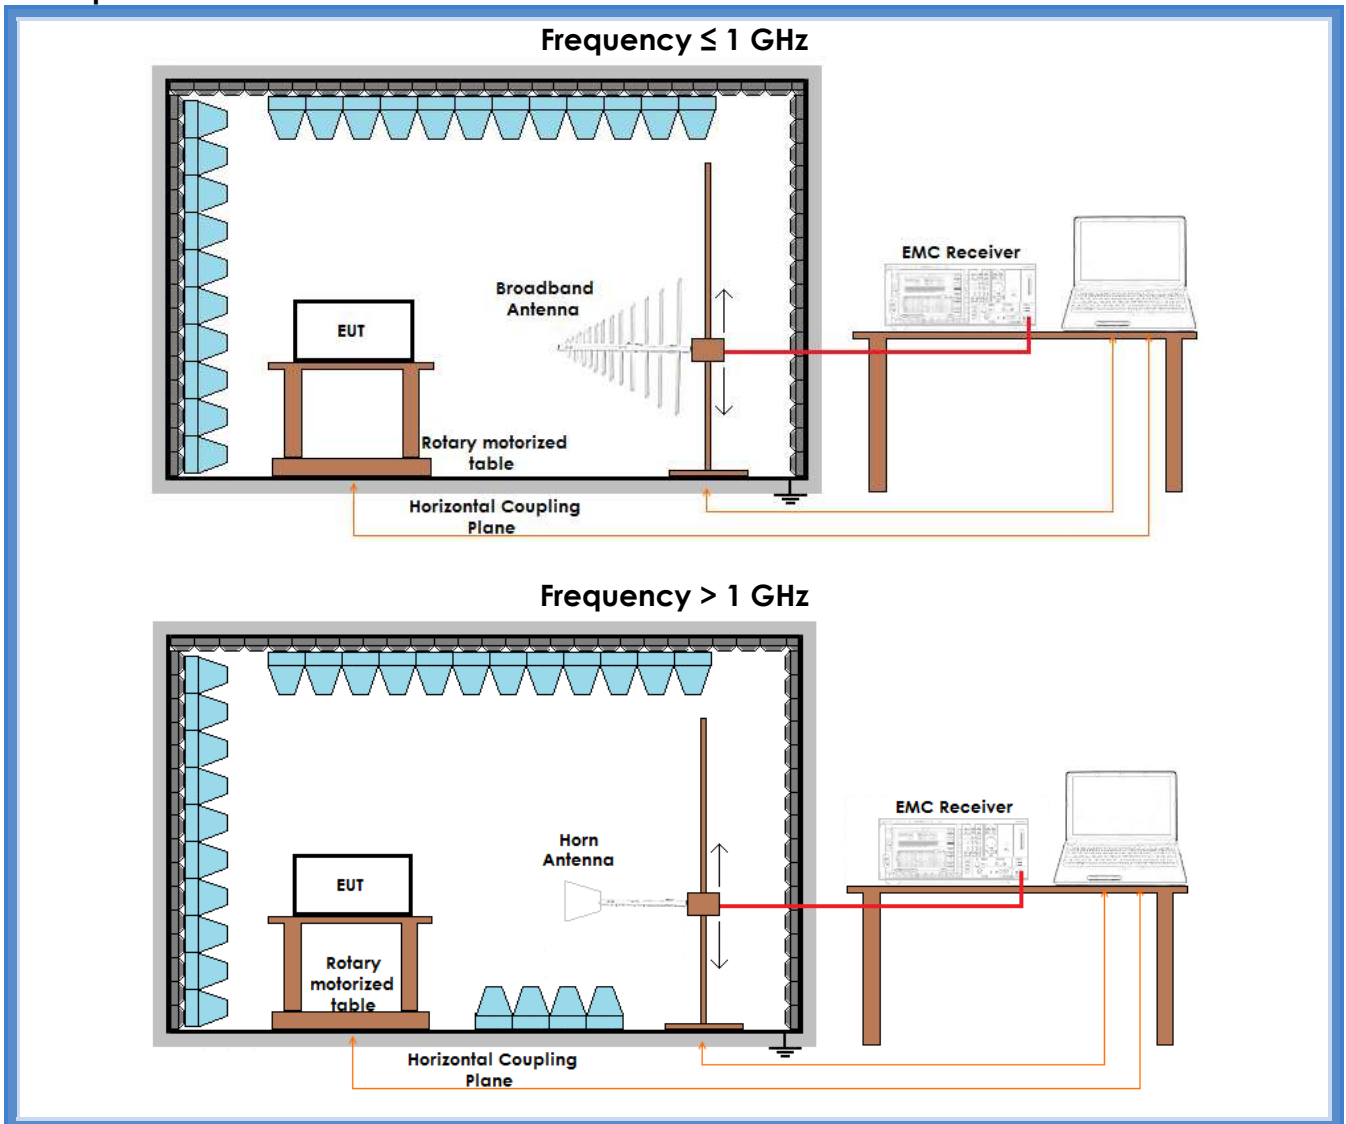 Frequency ≤ 1 GHz
EMC Receiver
Broadband
Antenna
EUT
Rotary motorized
table
Horizontal Coupling
Plane
Frequency > 1 GHz
EMC Receiver
Horn
Antenna
EUT
Rotary
motorized
table
Horizontal Coupling
Plane